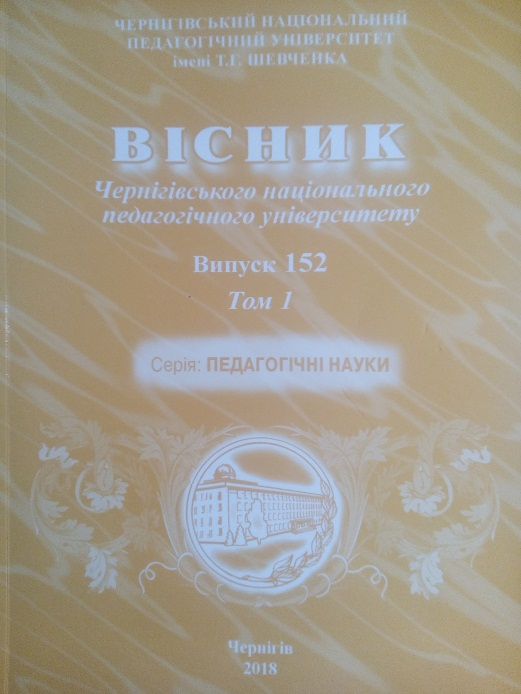 ЧЕРНІГІВСЬКИЙ НАЦІОНАЛЬНИЙ
ПЕДАГОГІЧНИЙ УНІВЕРСИТЕТ
імені Т.Г. ШЕВЧЕНКА
ВІСНИК
Чернігівського національного
педагогічного університету
Випуск 152
Том 1
Серія: ПЕДАГОГІЧНІ НАУКИ
Чернігів
2018